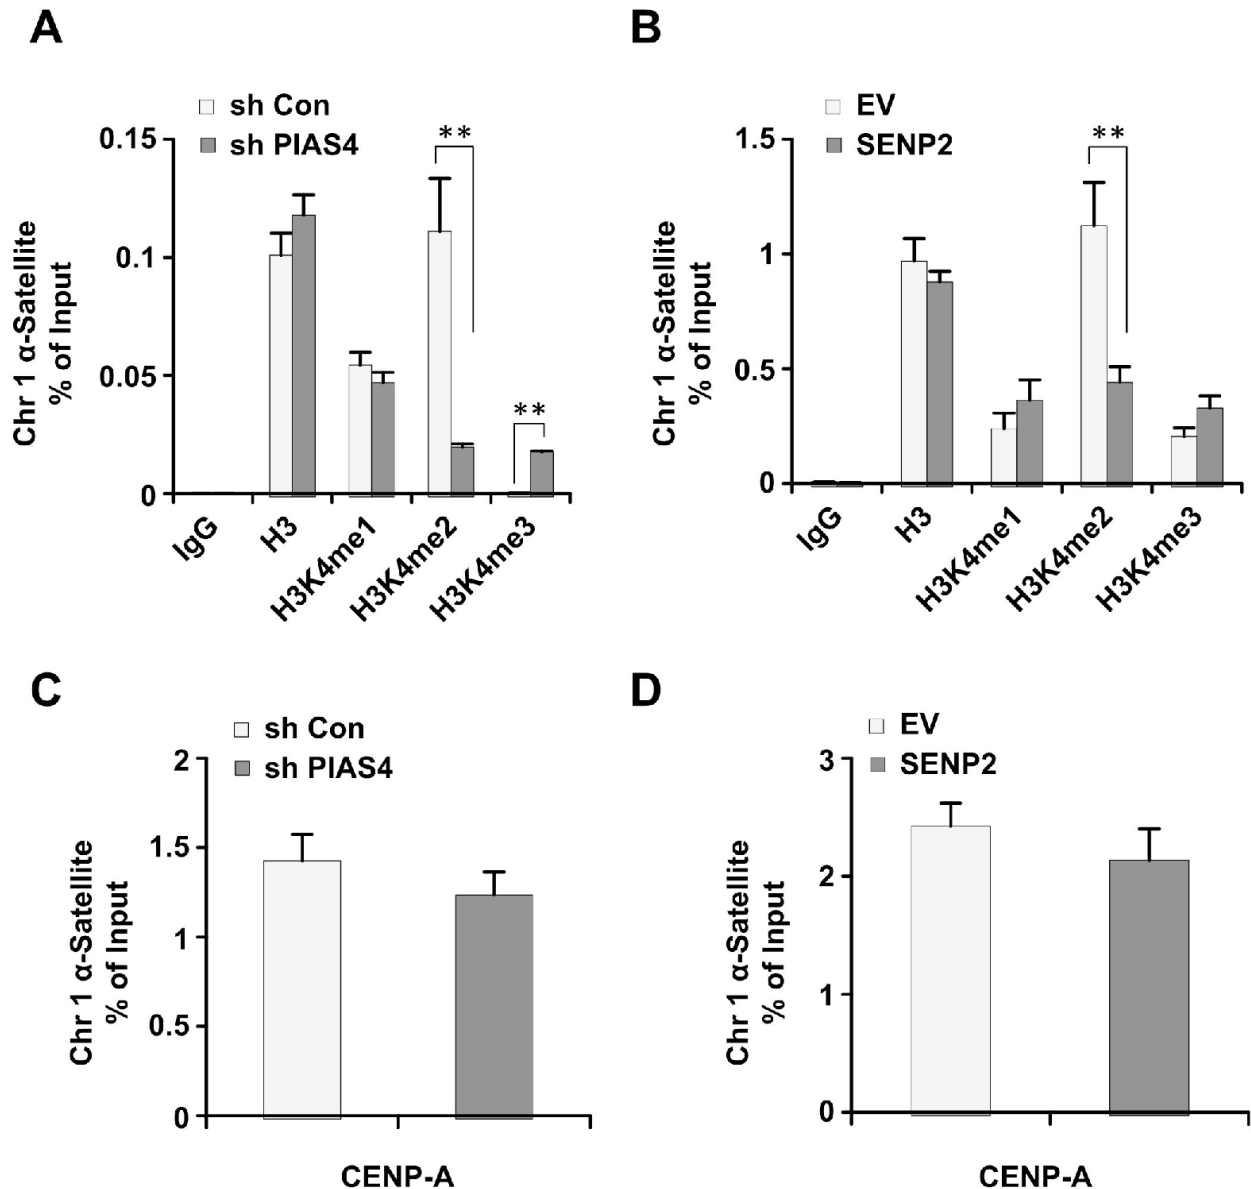 A
sh Con
sh PIAS4
Chr 1 α-Satellite
% of Input
0.15
0.1
0.05
0
**
**
IgG
H3
H3K4me1
H3K4me2
H3K4me3
B
EV
SENP2
Chr 1 α-Satellite
% of Input
1.5
1
0.5
0
**
IgG
H3
H3K4me1
H3K4me2
H3K4me3
C
sh Con
sh PIAS4
Chr 1 α-Satellite
% of Input
2
1.5
1
0.5
0
CENP-A
D
EV
SENP2
Chr 1 α-Satellite
% of Input
3
2
1
0
CENP-A